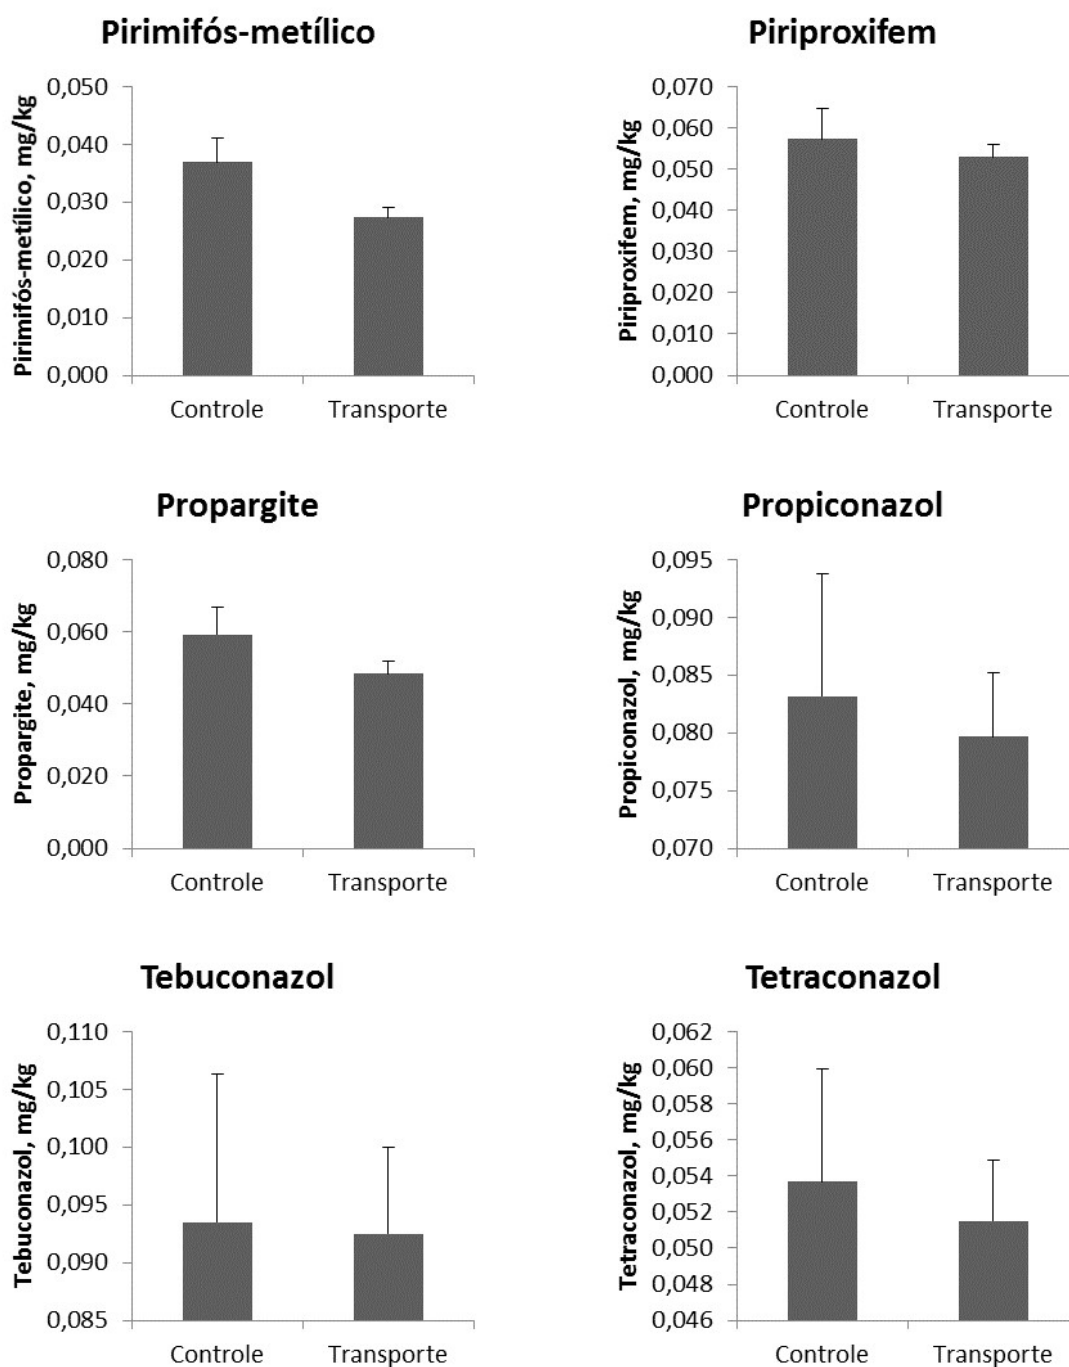 Pirimifós-metílico
Pirimifós-metílico, mg/kg
0,050
0,040
0,030
0,020
0,010
0,000
Controle Transporte
Piriproxifem
Piriproxifem, mg/kg
0,070
0,060
0,050
0,040
0,030
0,020
0,010
0,000
Controle Transporte
Propargite
Propargite, mg/kg
0,080
0,060
0,040
0,020
0,000
Controle Transporte
Propiconazol
Propiconazol, mg/kg
0,095
0,090
0,085
0,080
0,075
0,070
Controle Transporte
Tebuconazol
Tebuconazol, mg/kg
0,110
0,105
0,100
0,095
0,090
0,085
Controle Transporte
Tetraconazol
Tetraconazol, mg/kg
0,062
0,060
0,058
0,056
0,054
0,052
0,050
0,048
0,046
Controle Transporte